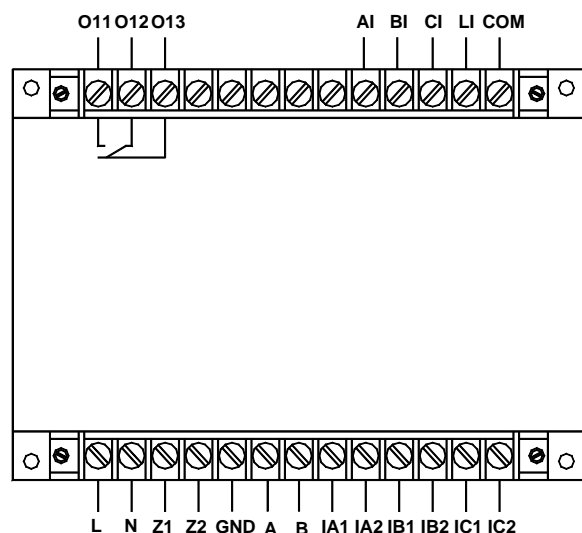 O11 O12 O13 AI BI CI LI COM
L N Z1 Z2 GND A B IA1 IA2 IB1 IB2 IC1 IC2